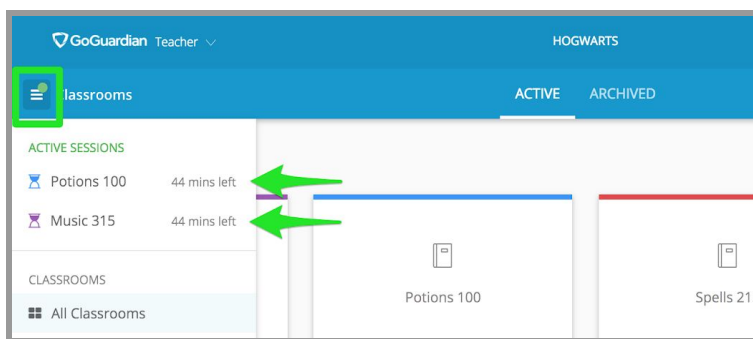 GoGuardian Teacher
HOGWARTS
Classrooms
ACTIVE ARCHIVED
ACTIVE SESSIONS
Potions 100 44 mins left
Music 315 44 mins left
CLASSROOMS
All Classrooms
Potions 100
Spells 21